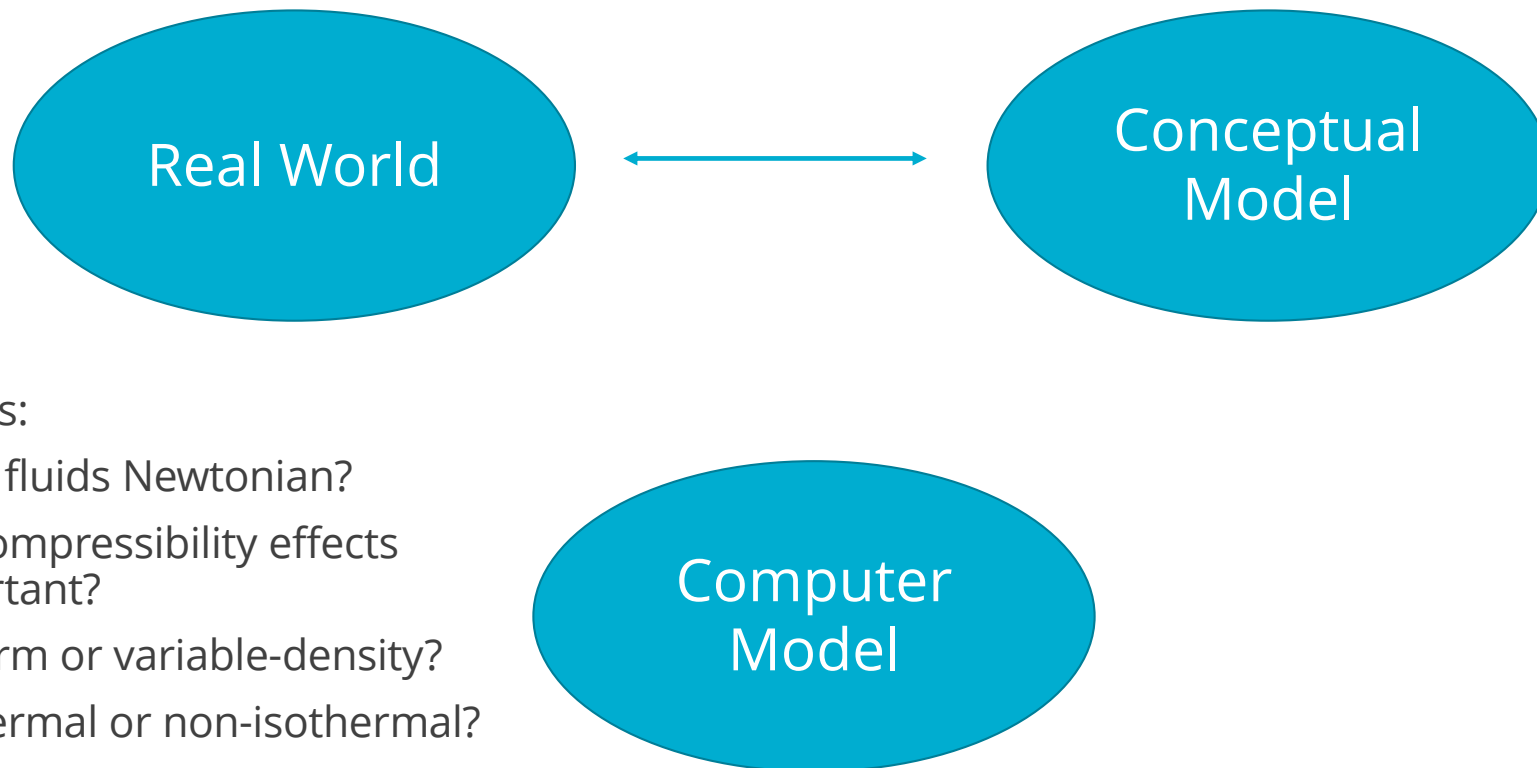 Real World
Conceptual
Model
s:
fluids Newtonian?
ompressibility effects
rtant?
rm or variable-density?
ermal or non-isothermal?
Computer
Model